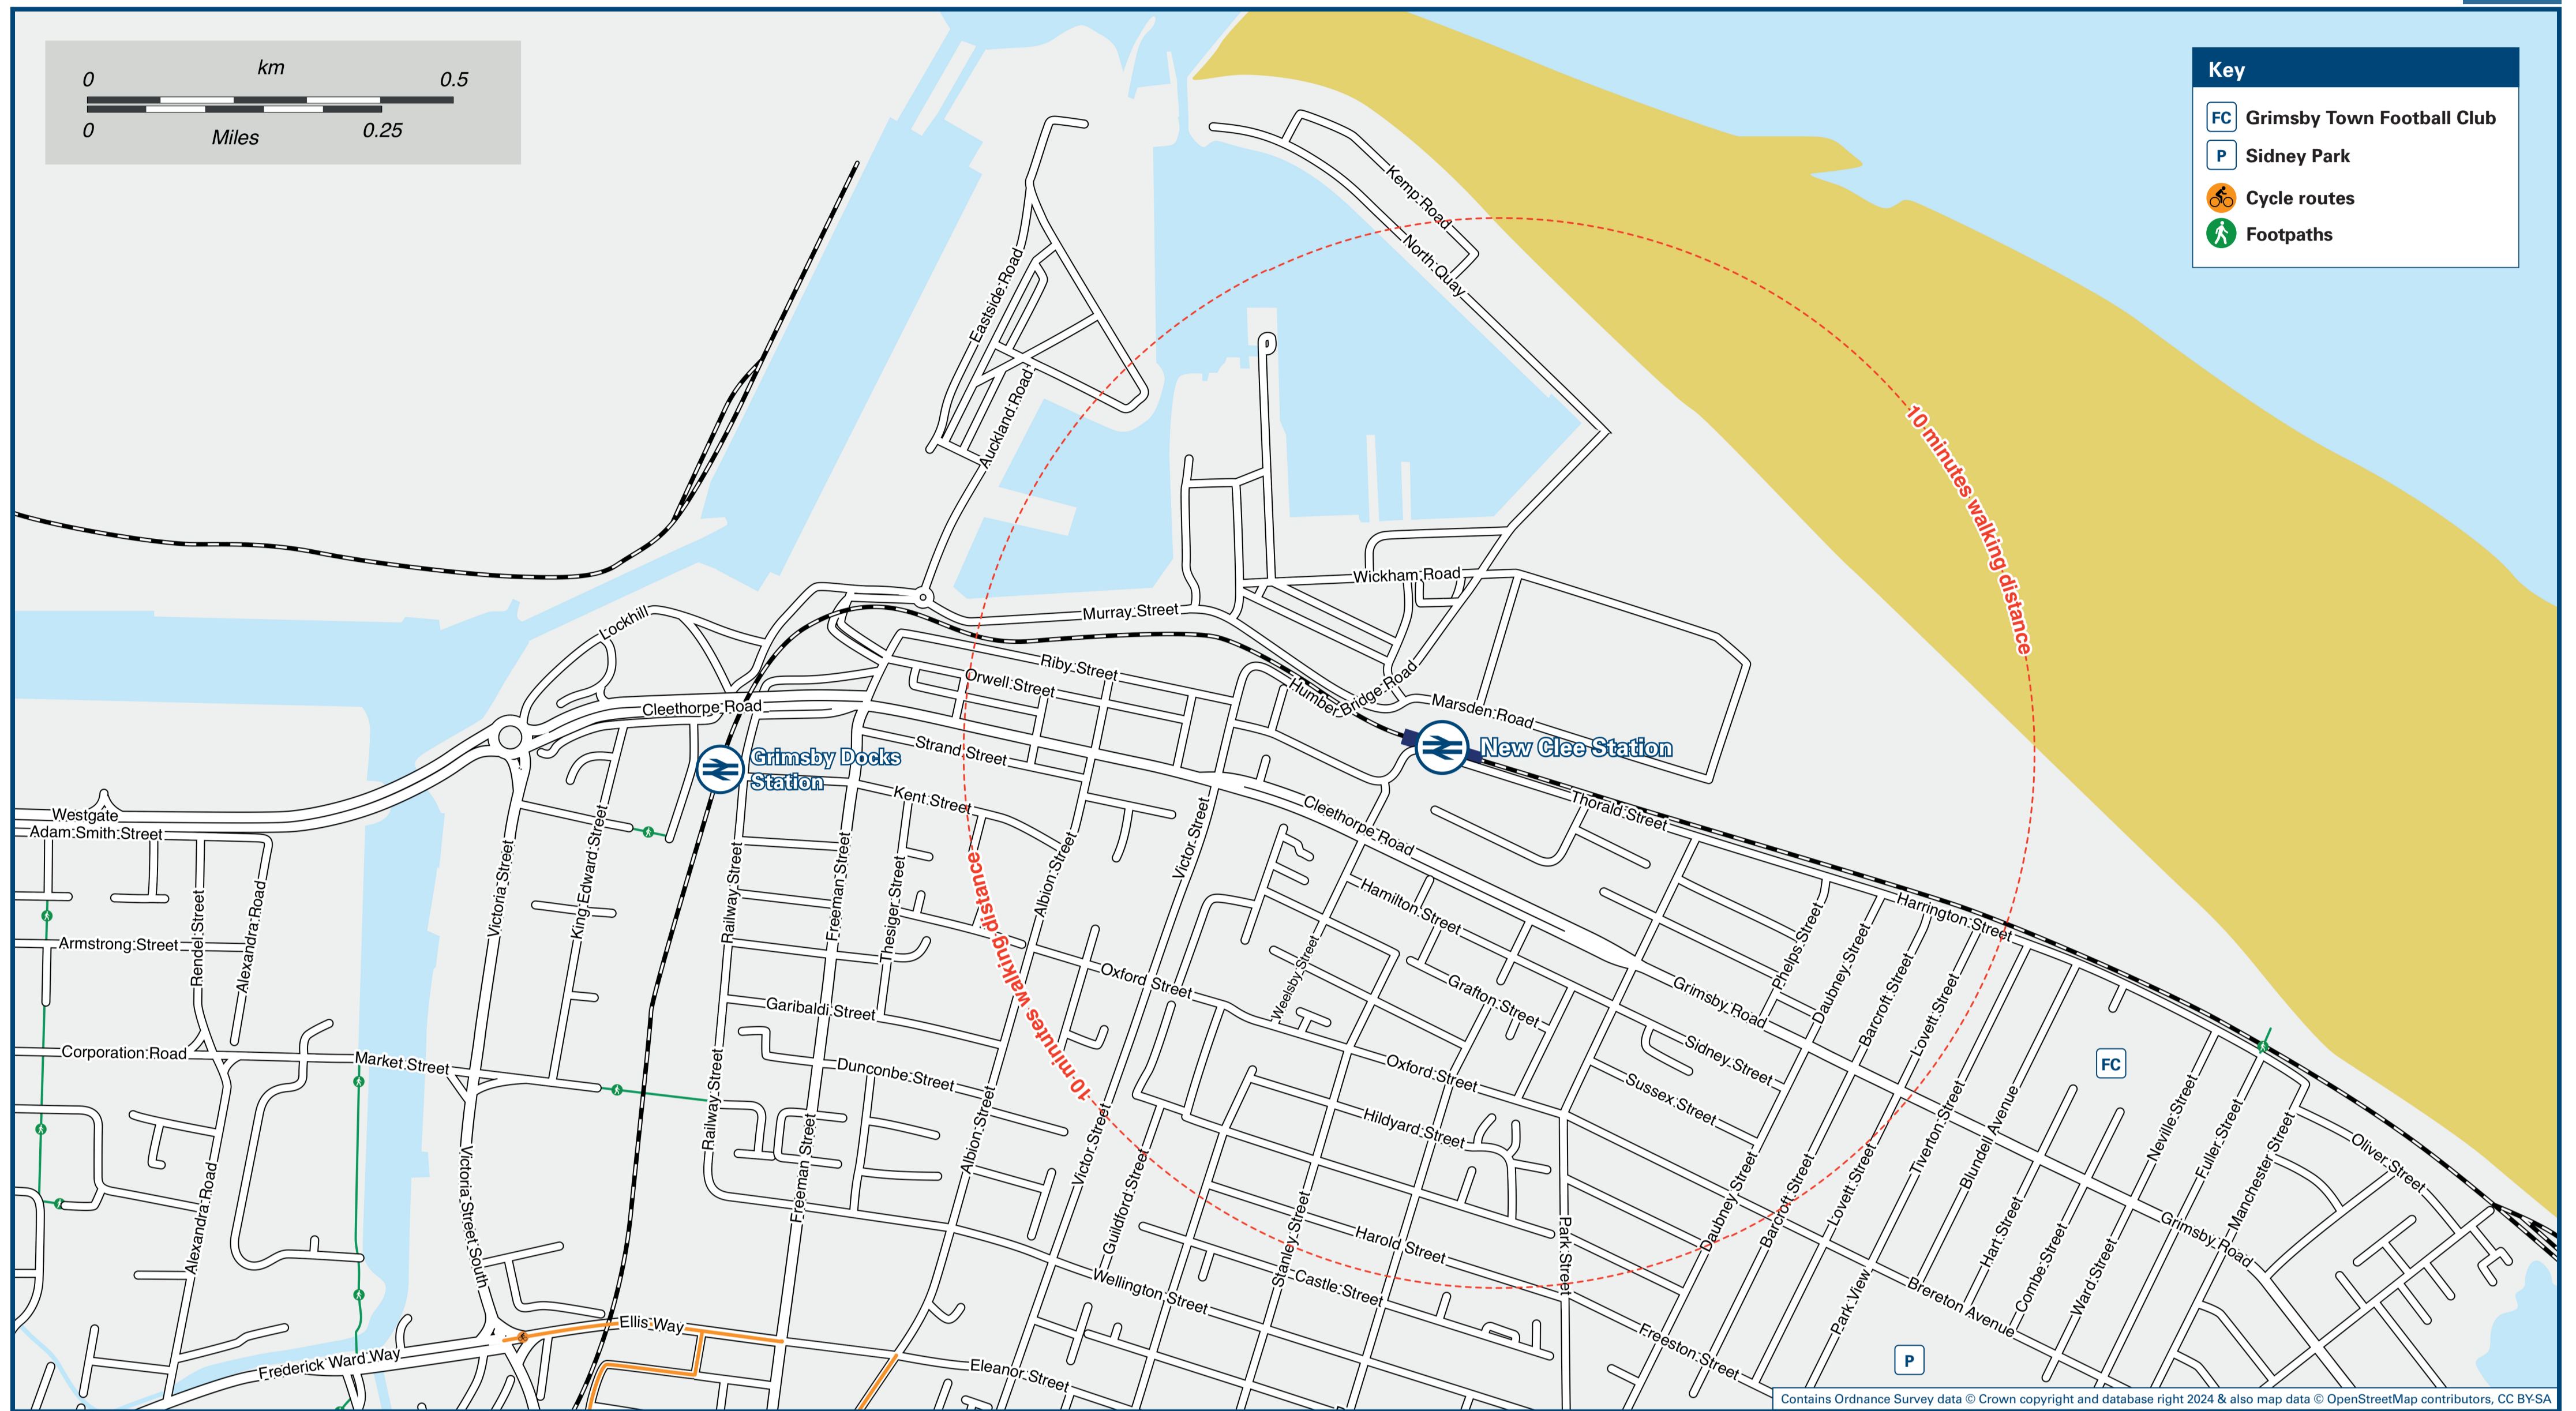 km
0
0.5
0
0.25
Miles
Key
FC
Grimsby Town Football Club
P
Sidney Park
Cycle routes
Footpaths
Kemp Road
North Quay
Eastside Road
Auckland Road
10 minutes walking distance
Wickham Road
Murray Street
Lockhill
Riby Street
Orwell Street
Humber Bridge Road
Marsden Road
Cleethorpe Road
Strand Street
New Clee Station
Grimsby Docks
Station
Kent Street
Thorald Street
Cleethorpe Road
Westgate
Adam Smith Street
Victoria Street
King Edward Street
Railway Street
Freeman Street
Thesiger Street
Albion Street
Victor Street
10 minutes walking distance
Hamilton Street
Harrington Street
Rendel Street
Alexandra Road
Armstrong Street
Phelps Street
Daubney Street
Barcroft Street
Lovett Street
Oxford Street
Weelsby Street
Grafton Street
Grimsby Road
Garibaldi Street
Corporation Road
Market Street
Duncombe Street
Oxford Street
Sidney Street
Sussex Street
FC
Railway Street
Freeman Street
Albion Street
Victor Street
Guildford Street
Hildyard Street
Tiverton Street
Blundell Avenue
Neville Street
Fuller Street
Manchester Street
Oliver Street
Alexandra Road
Victoria Street South
Stanley Street
Harold Street
Park Street
Daubney Street
Barcroft Street
Lovett Street
Hart Street
Combe Street
Ward Street
Grimsby Road
Wellington Street
Castle Street
Park View
Brereton Avenue
Ellis Way
Frederick Ward Way
Eleanor Street
Freeston Street
P
Contains Ordnance Survey data © Crown copyright and database right 2024 & also map data © OpenStreetMap contributors, CC BY-SA